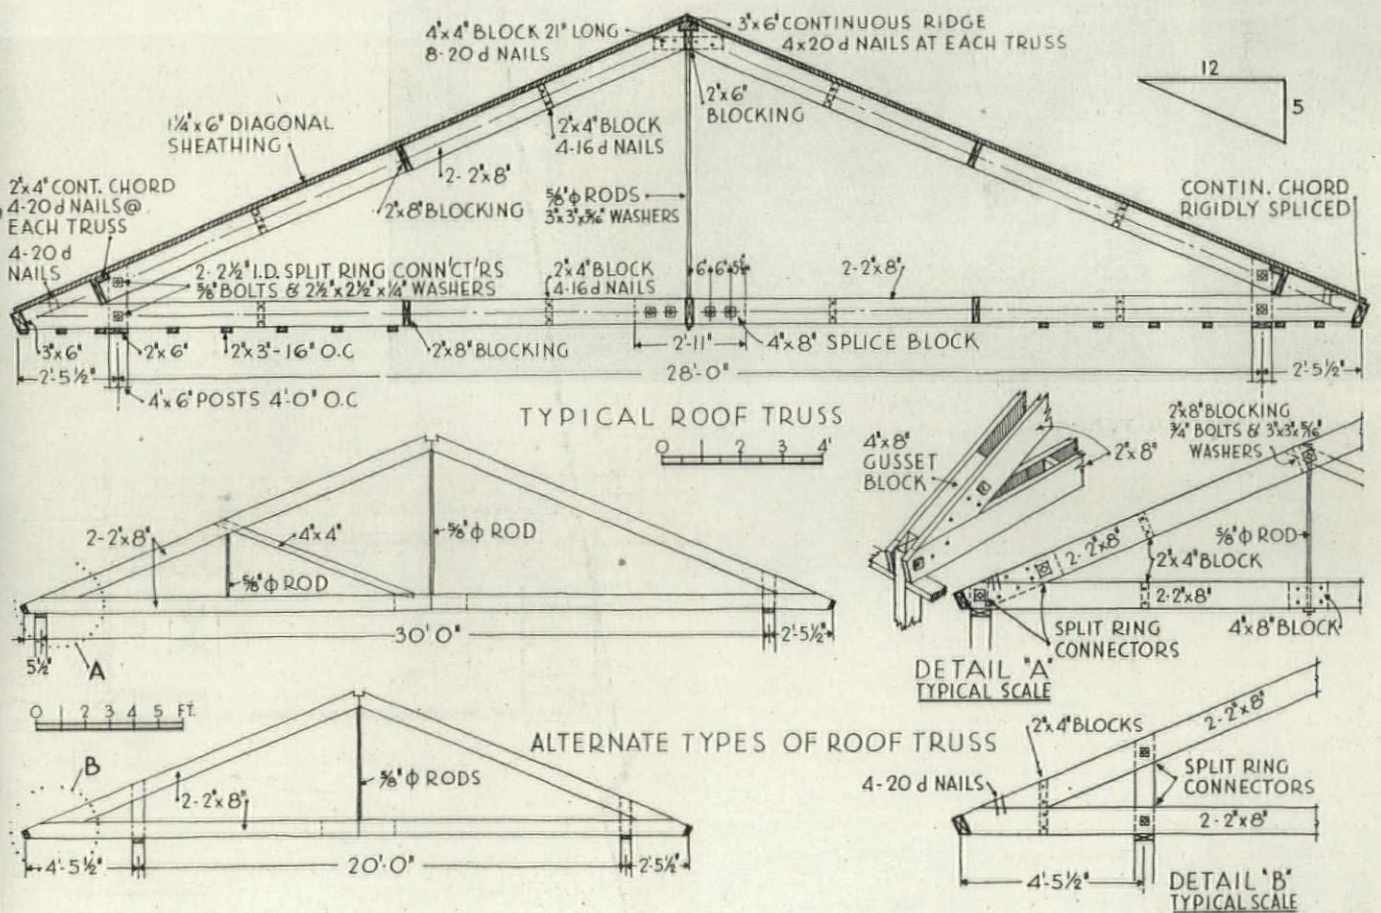 4"x4" BLOCK 21" LONG
8-20 d NAILS
3"x6" CONTINUOUS RIDGE
4x20 d NAILS AT EACH TRUSS
12
5
1¼"x6" DIAGONAL
SHEATHING
2"x6"
BLOCKING
2"x4" BLOCK
4-16 d NAILS
2-2"x8"
2"x8" BLOCKING
⅝"ϕ RODS
3"x3"x5/16" WASHERS
2"x4" CONT. CHORD
4-20 d NAILS @
EACH TRUSS
4-20 d
NAILS
CONTIN. CHORD
RIGIDLY SPLICED
2-2½" I.D. SPLIT RING CONN'CT'RS
⅝" BOLTS & 2½"x2½"x¼" WASHERS
2"x4" BLOCK
4-16 d NAILS
6" 6" 5½"
2-2"x8"
3"x6"
2"x6"
2"x3"-16" O.C
2"x8" BLOCKING
2'-11"
4"x8" SPLICE BLOCK
2'-5½"
28'-0"
2'-5½"
4"x6" POSTS 4'-0" O.C
TYPICAL ROOF TRUSS
0 1 2 3 4'
2-2"x8"
4"x4"
⅝"ϕ ROD
⅝"ϕ ROD
30'0"
2'-5½"
5½"
A
4"x8"
GUSSET
BLOCK
2"x8"
2"x8" BLOCKING
¾" BOLTS & 3"x3"x5/16"
WASHERS
⅝"ϕ ROD
2-2"x8"
2"x4" BLOCK
2-2"x8"
SPLIT RING
CONNECTORS
4"x8" BLOCK
DETAIL "A"
TYPICAL SCALE
0 1 2 3 4 5 FT.
ALTERNATE TYPES OF ROOF TRUSS
B
2-2"x8"
⅝"ϕ RODS
4'-5½"
20'-0"
2'-5½"
2"x4" BLOCKS
4-20 d NAILS
2-2"x8"
SPLIT RING
CONNECTORS
2-2"x8"
4'-5½"
DETAIL "B"
TYPICAL SCALE